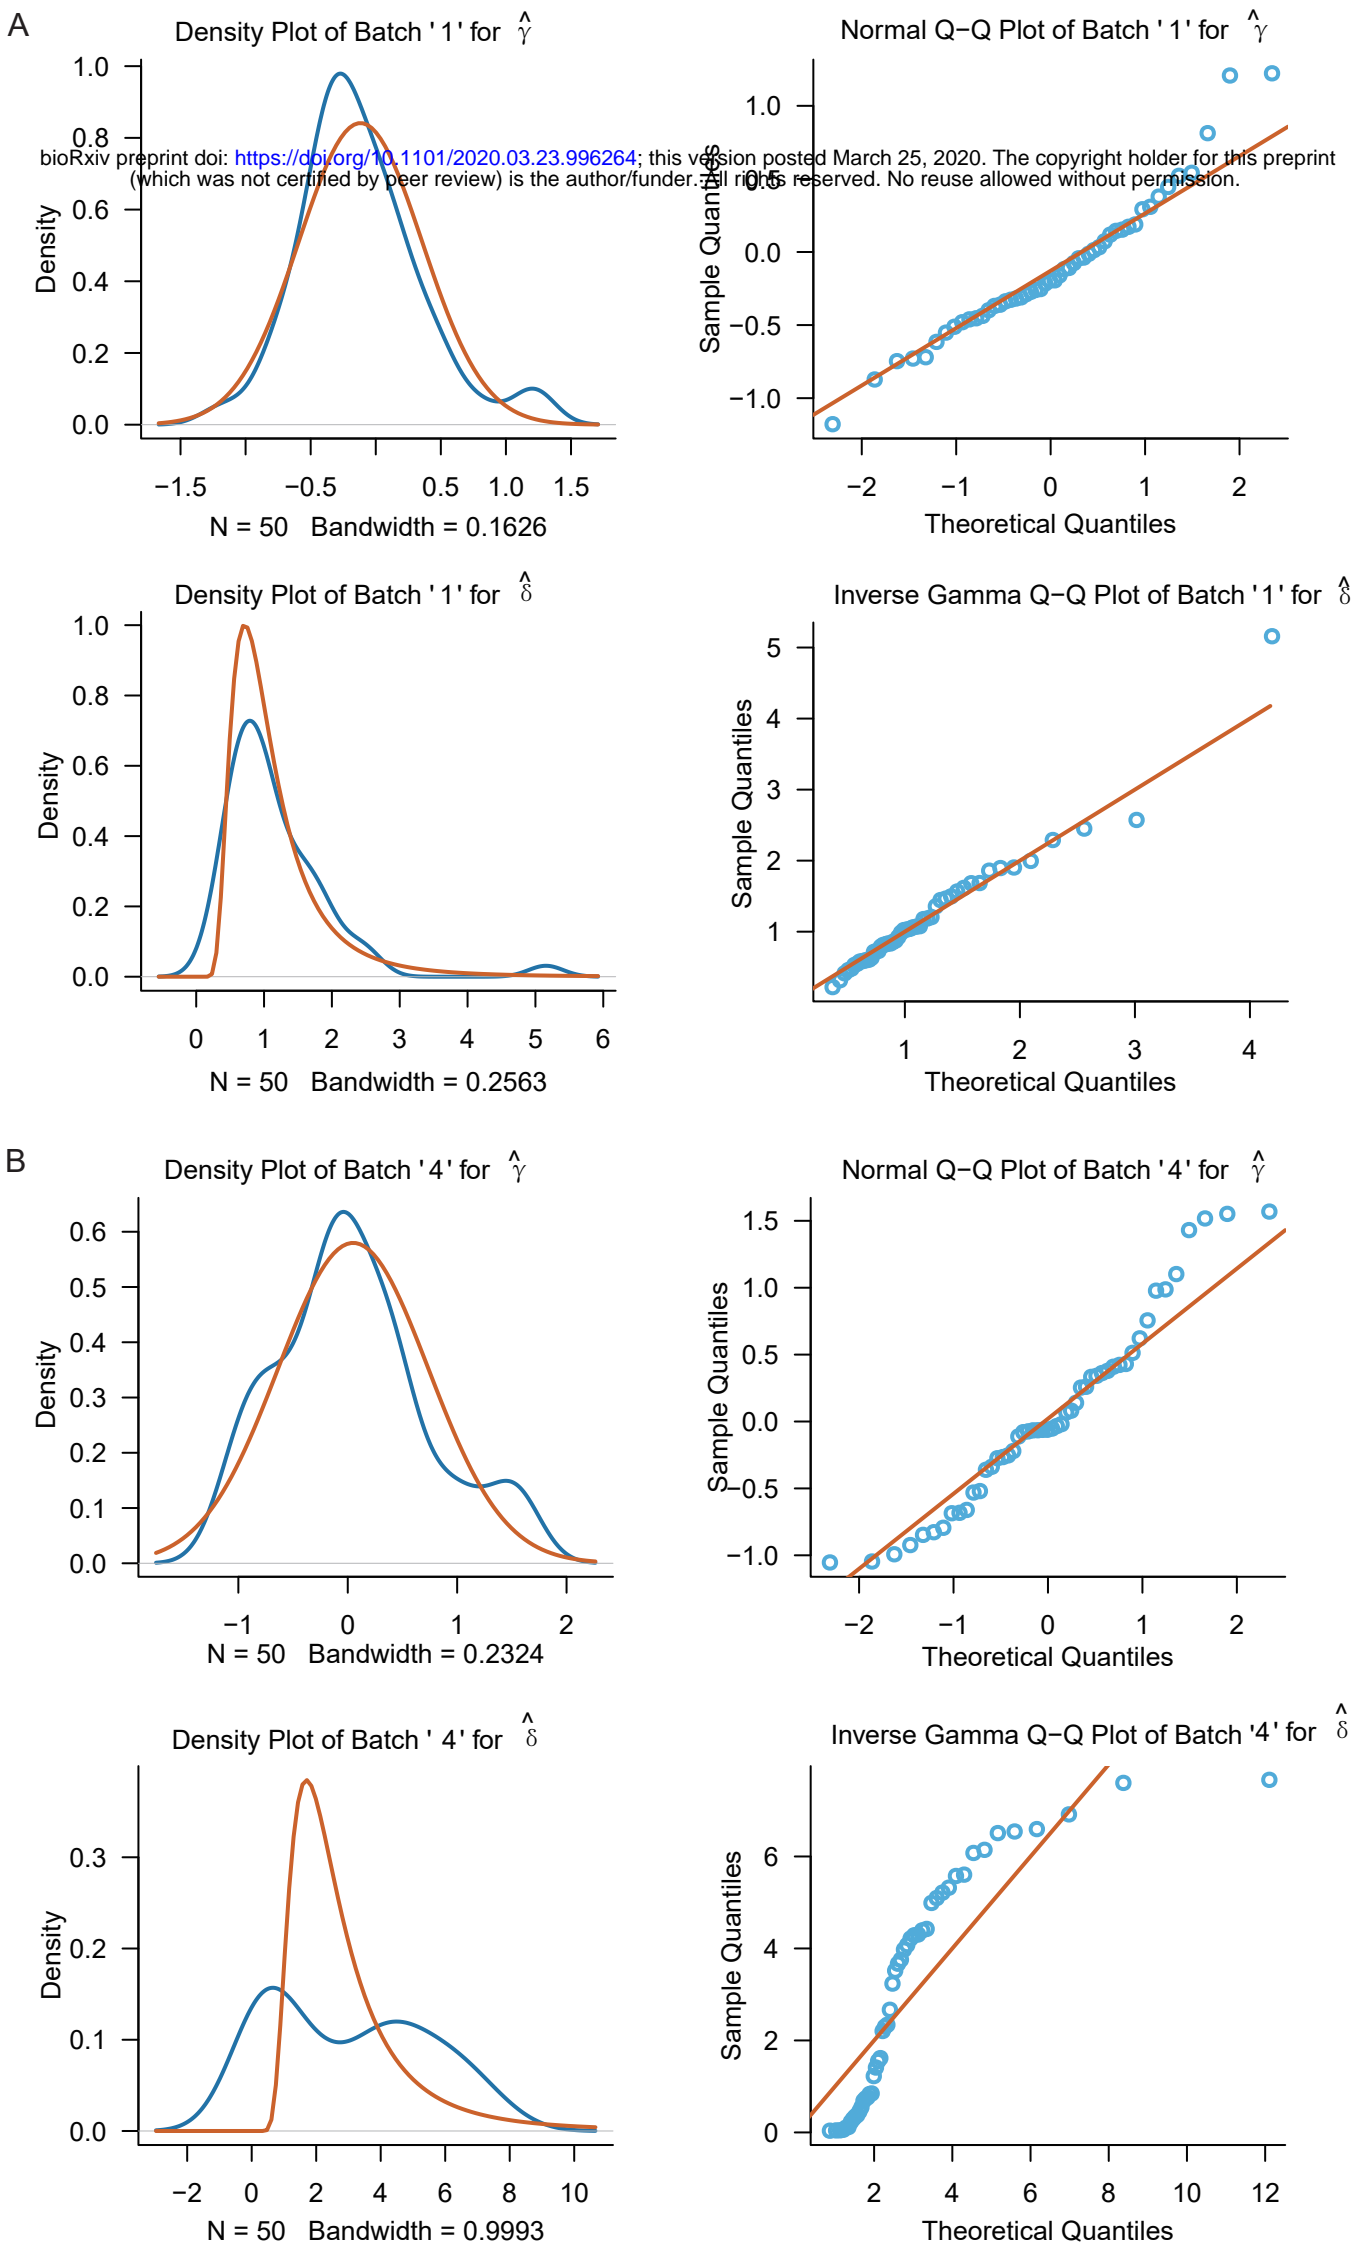 A
Density Plot of Batch '1' for γ̂
1.0
0.8
0.6
0.4
0.2
0.0
Density
−1.5 −0.5 0.5 1.0 1.5
N = 50 Bandwidth = 0.1626
Normal Q−Q Plot of Batch '1' for γ̂
1.0
0.5
0.0
−0.5
−1.0
Sample Quantiles
−2 −1 0 1 2
Theoretical Quantiles
bioRxiv preprint doi: https://doi.org/10.1101/2020.03.23.996264; this version posted March 25, 2020. The copyright holder for this preprint
(which was not certified by peer review) is the author/funder. All rights reserved. No reuse allowed without permission.
Density Plot of Batch '1' for δ̂
1.0
0.8
0.6
0.4
0.2
0.0
Density
0 1 2 3 4 5 6
N = 50 Bandwidth = 0.2563
Inverse Gamma Q−Q Plot of Batch '1' for δ̂
5
4
3
2
1
Sample Quantiles
1 2 3 4
Theoretical Quantiles
B
Density Plot of Batch '4' for γ̂
0.6
0.5
0.4
0.3
0.2
0.1
0.0
Density
−1 0 1 2
N = 50 Bandwidth = 0.2324
Normal Q−Q Plot of Batch '4' for γ̂
1.5
1.0
0.5
0.0
−0.5
−1.0
Sample Quantiles
−2 −1 0 1 2
Theoretical Quantiles
Density Plot of Batch '4' for δ̂
0.3
0.2
0.1
0.0
Density
−2 0 2 4 6 8 10
N = 50 Bandwidth = 0.9993
Inverse Gamma Q−Q Plot of Batch '4' for δ̂
6
4
2
0
Sample Quantiles
2 4 6 8 10 12
Theoretical Quantiles